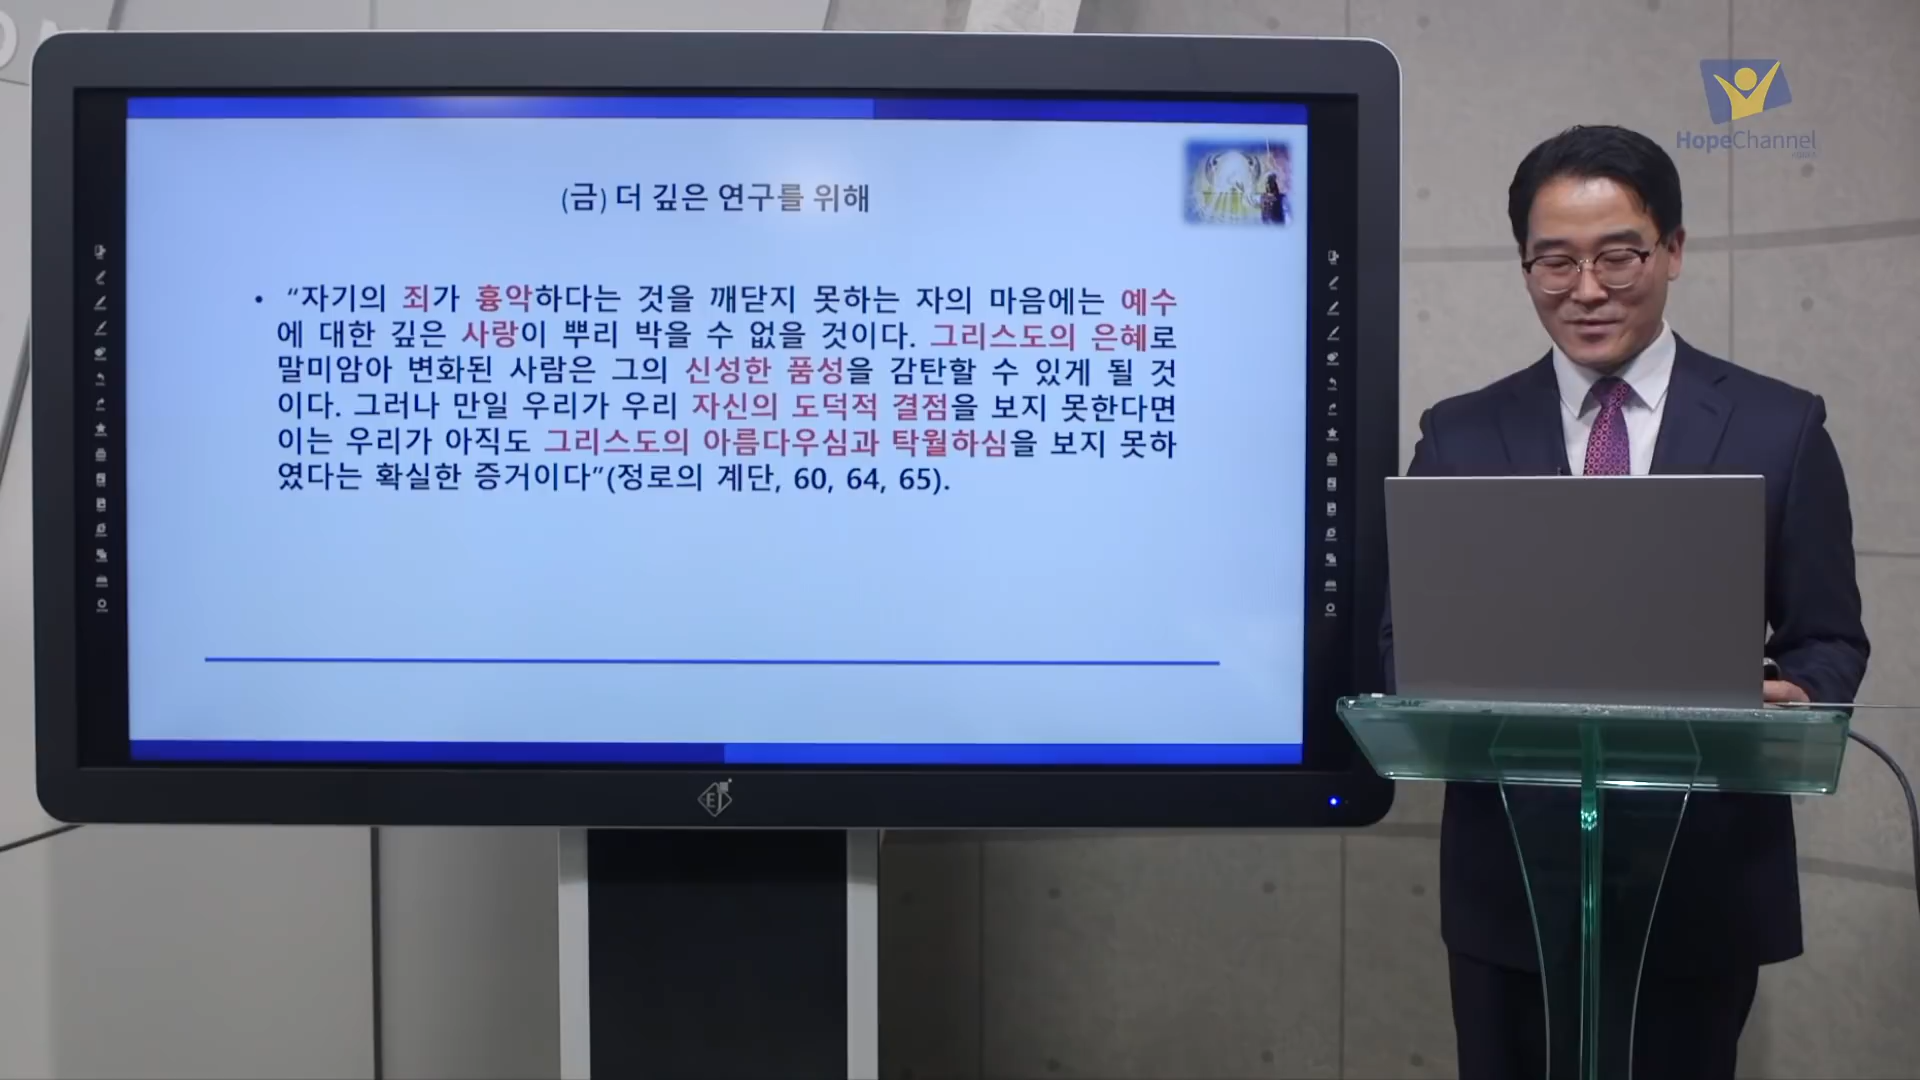 HopeChannel
(금) 더 깊은 연구를 위해
• “자기의 죄가 흉악하다는 것을 깨닫지 못하는 자의 마음에는 예수
에 대한 깊은 사랑이 뿌리 박을 수 없을 것이다. 그리스도의 은혜로
말미암아 변화된 사람은 그의 신성한 품성을 감탄할 수 있게 될 것
이다. 그러나 만일 우리가 우리 자신의 도덕적 결점을 보지 못한다면
이는 우리가 아직도 그리스도의 아름다우심과 탁월하심을 보지 못하
였다는 확실한 증거이다”(정로의 계단, 60, 64, 65).